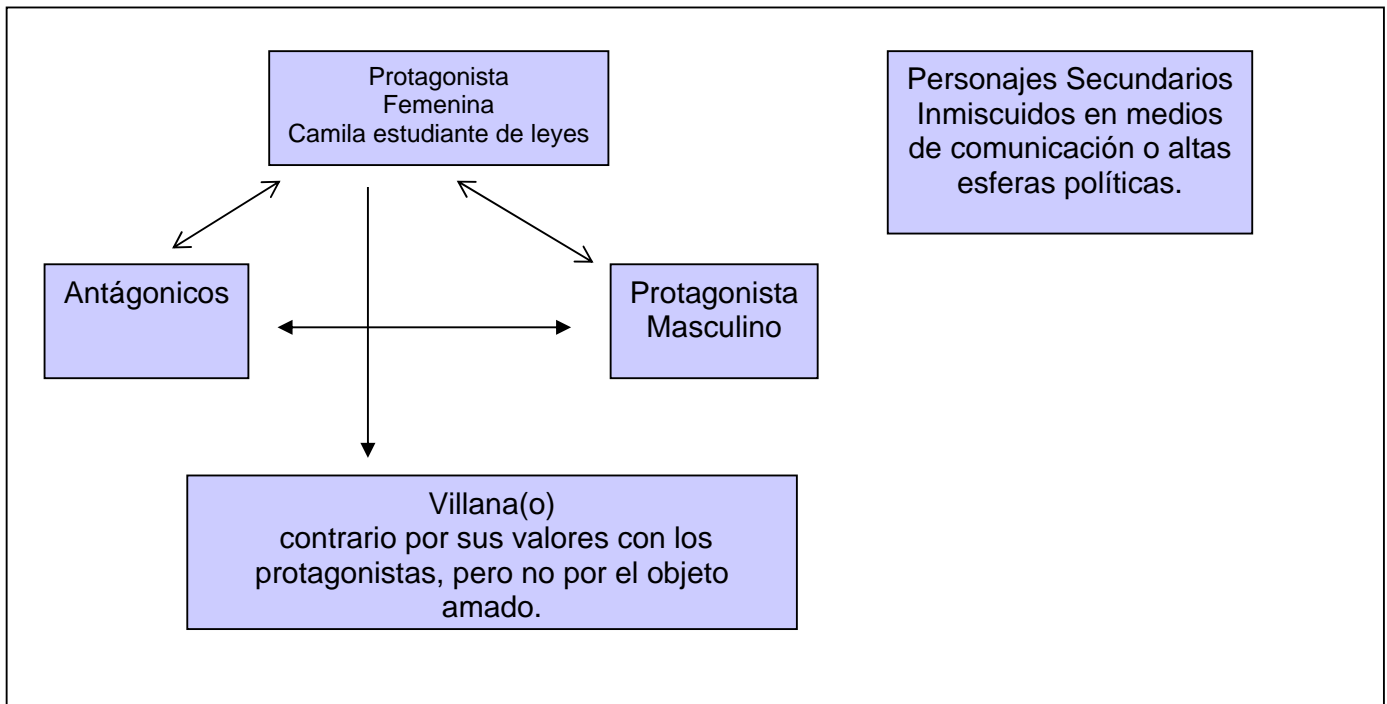 Protagonista
Femenina
Camila estudiante de leyes
Personajes Secundarios
Inmiscuidos en medios
de comunicación o altas
esferas políticas.
Antágonicos
Protagonista
Masculino
Villana(o)
contrario por sus valores con los
protagonistas, pero no por el objeto
amado.